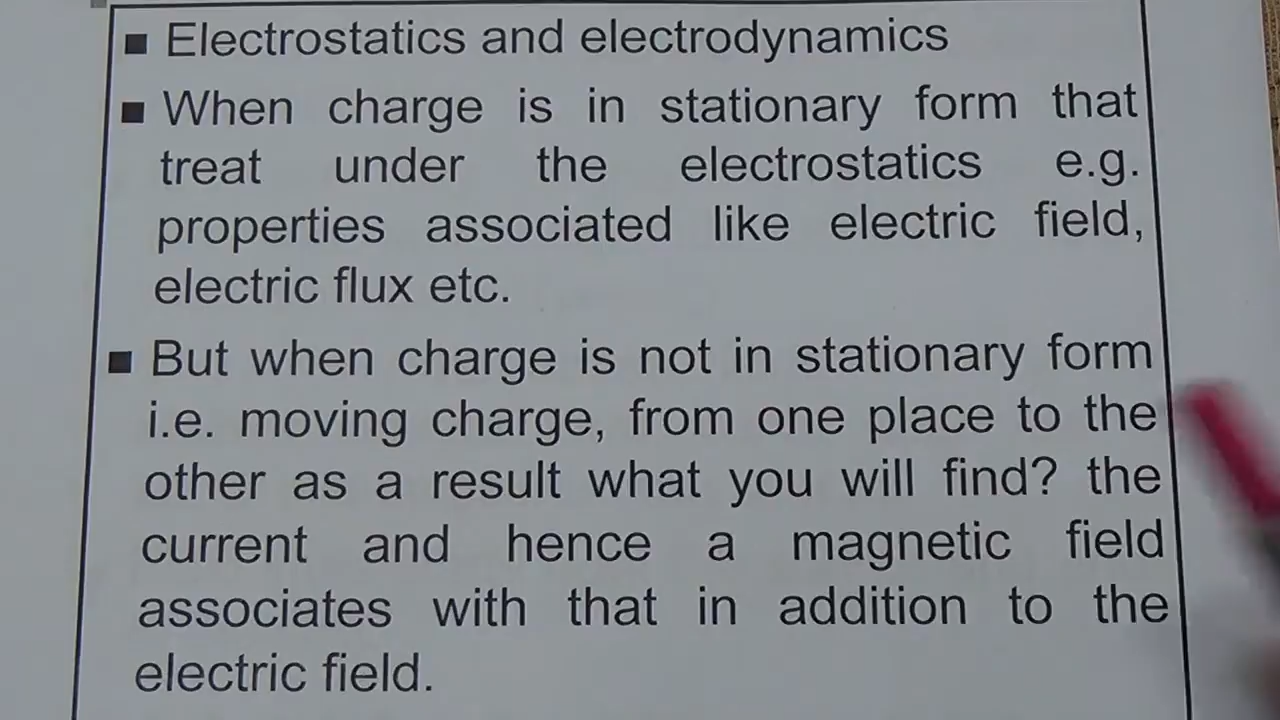 ▪ Electrostatics and electrodynamics
▪ When charge is in stationary form that
treat under the electrostatics e.g.
properties associated like electric field,
electric flux etc.
▪ But when charge is not in stationary form
i.e. moving charge, from one place to the
other as a result what you will find? the
current and hence a magnetic field
associates with that in addition to the
electric field.